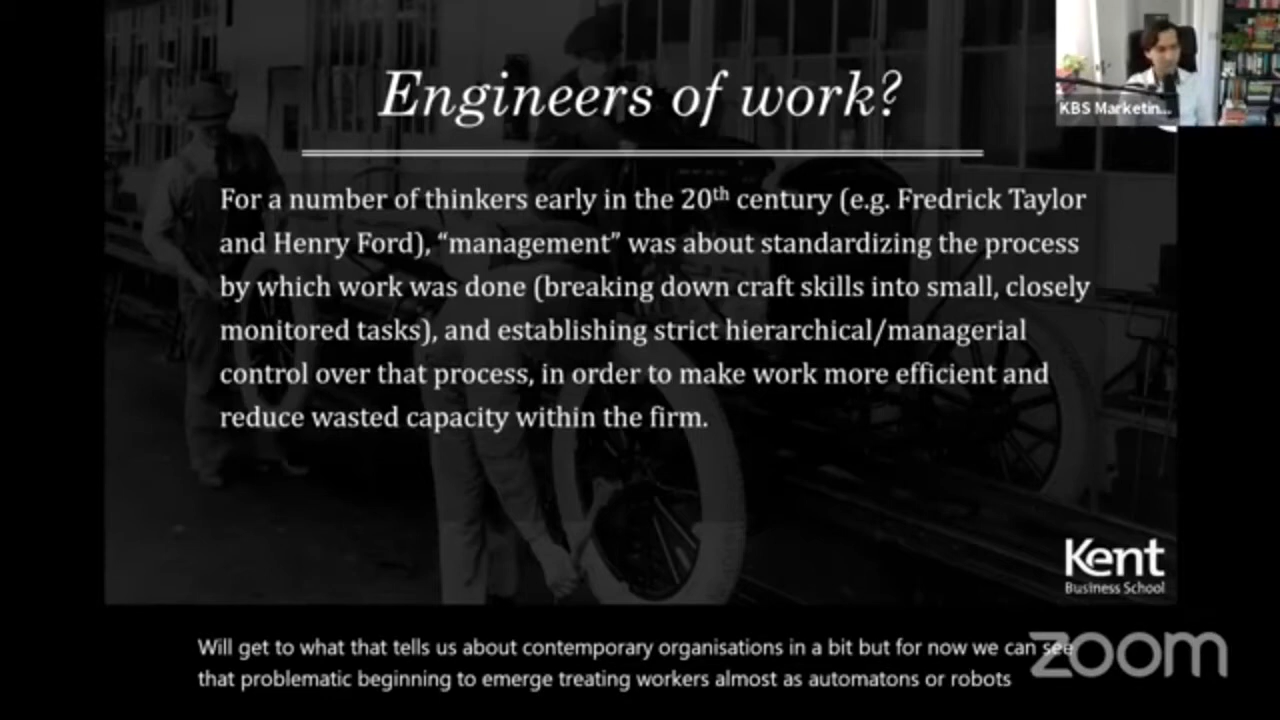 Engineers of work?
KBS Marketin...
For a number of thinkers early in the 20th century (e.g. Fredrick Taylor
and Henry Ford), “management” was about standardizing the process
by which work was done (breaking down craft skills into small, closely
monitored tasks), and establishing strict hierarchical/managerial
control over that process, in order to make work more efficient and
reduce wasted capacity within the firm.
Kent
Business School
Will get to what that tells us about contemporary organisations in a bit but for now we can see
that problematic beginning to emerge treating workers almost as automatons or robots
zoom